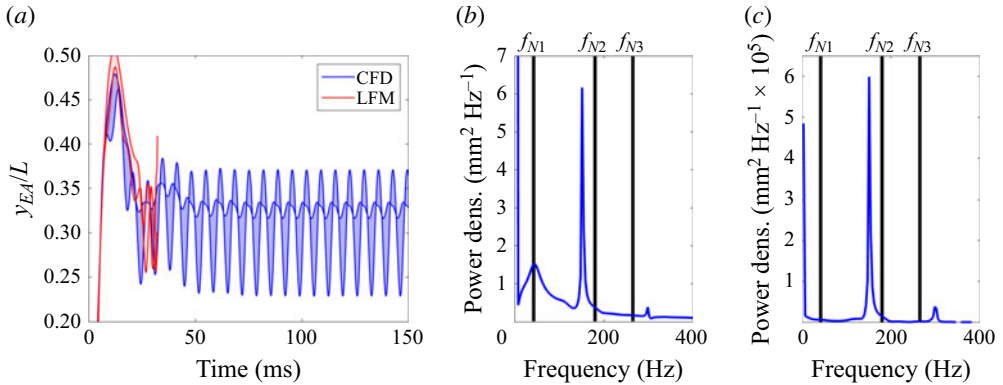 (a)
0.50
0.45
0.40
0.35
0.30
0.25
0.20
y_EA/L
0
50
100
150
Time (ms)
CFD
LFM
(b)
f_N1 f_N2 f_N3
7
6
5
4
3
2
1
Power dens. (mm² Hz⁻¹)
0 200 400
Frequency (Hz)
(c)
f_N1 f_N2 f_N3
6
5
4
3
2
1
Power dens. (mm² Hz⁻¹ × 10⁵)
0 200 400
Frequency (Hz)